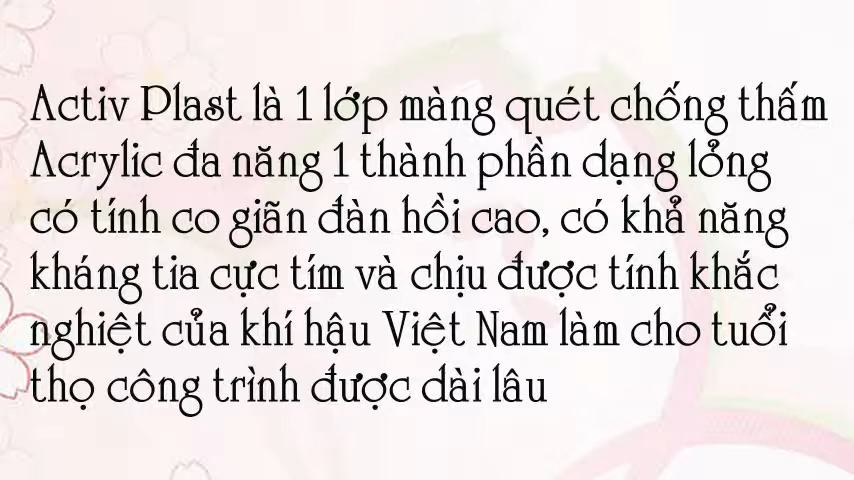 Activ Plast là 1 lớp màng quét chống thấm
Acrylic đa năng 1 thành phần dạng lỏng
có tính co giãn đàn hồi cao, có khả năng
kháng tia cực tím và chịu được tính khắc
nghiệt của khí hậu Việt Nam làm cho tuổi
thọ công trình được dài lâu